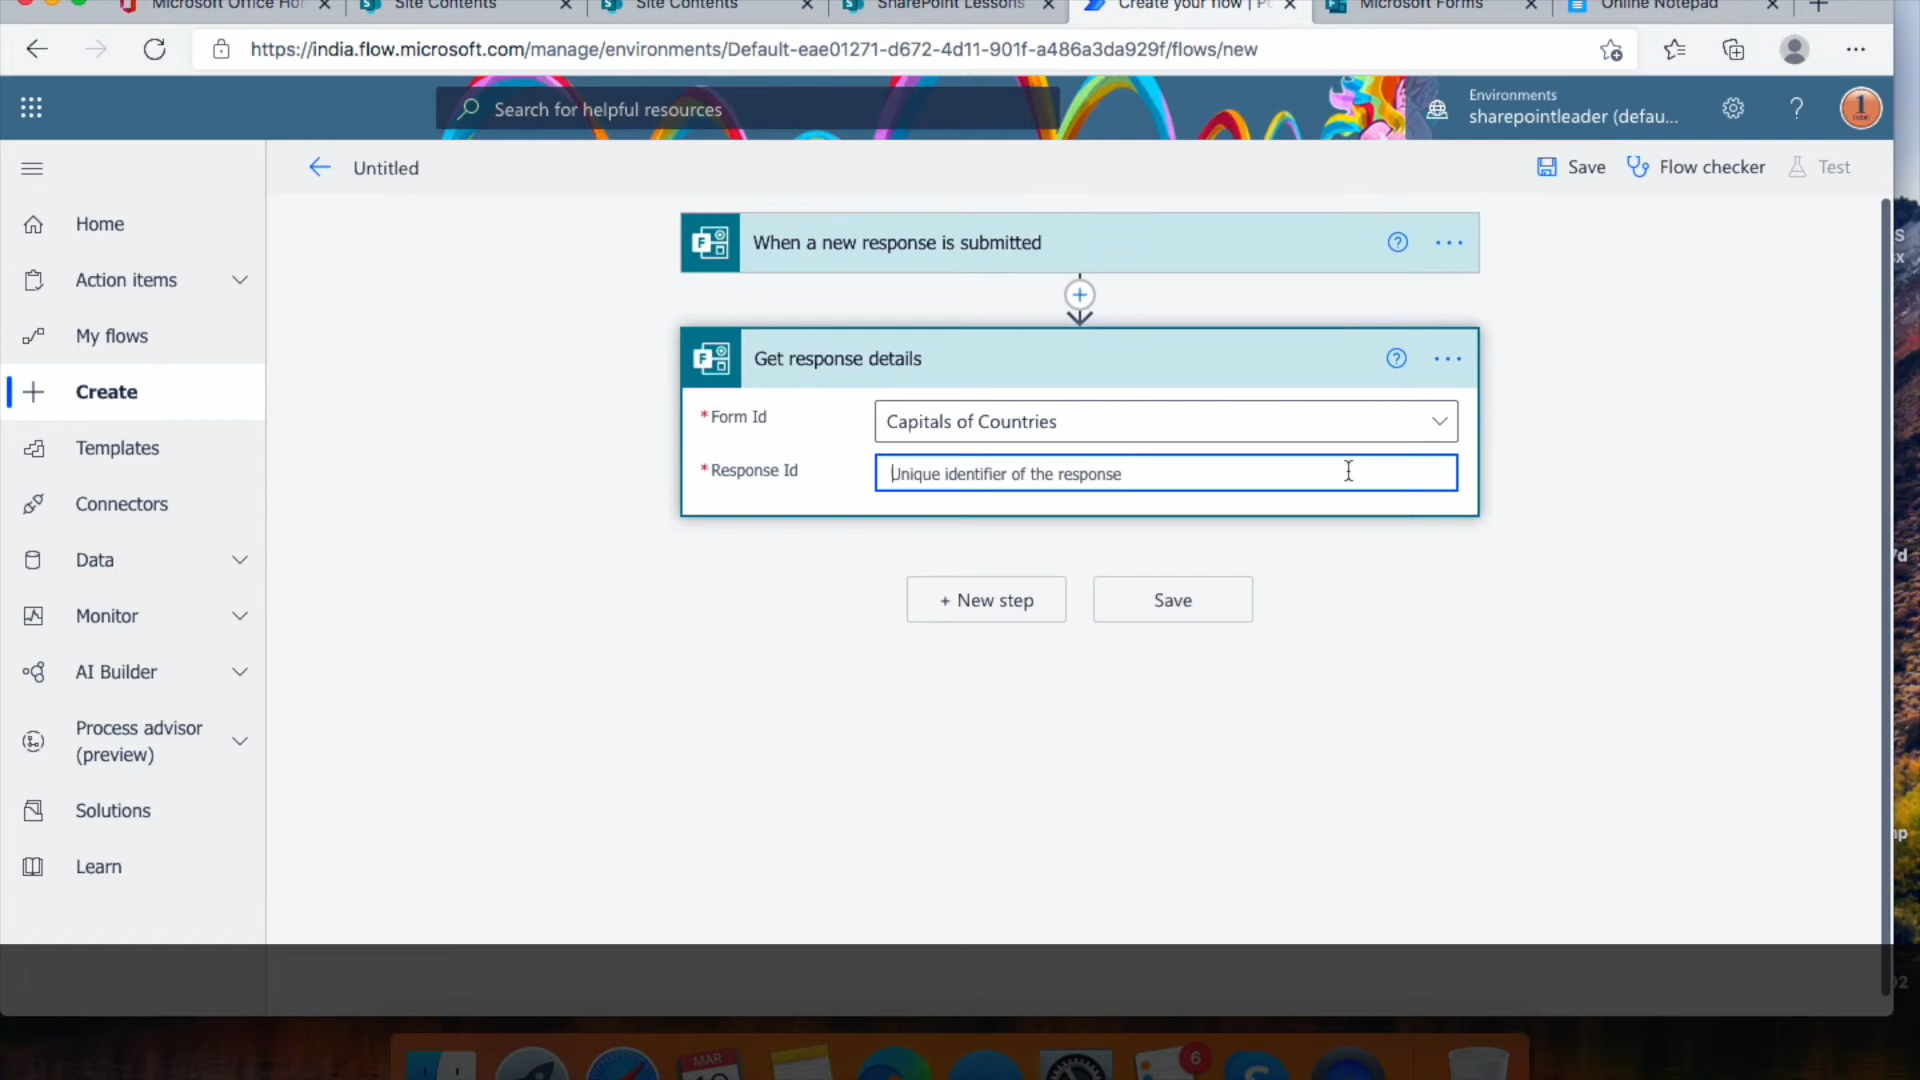 Microsoft Office Ho
Site Contents
Site Contents
SharePoint Lessons
Create your flow | P
Microsoft Forms
Online Notepad
https://india.flow.microsoft.com/manage/environments/Default-eae01271-d672-4d11-901f-a486a3da929f/flows/new
Search for helpful resources
Environments
sharepointleader (defau...
Untitled
Save
Flow checker
Test
Home
Action items
My flows
Create
Templates
Connectors
Data
Monitor
AI Builder
Process advisor
(preview)
Solutions
Learn
When a new response is submitted
Get response details
*Form Id
Capitals of Countries
*Response Id
Unique identifier of the response
+ New step
Save
MAR
6